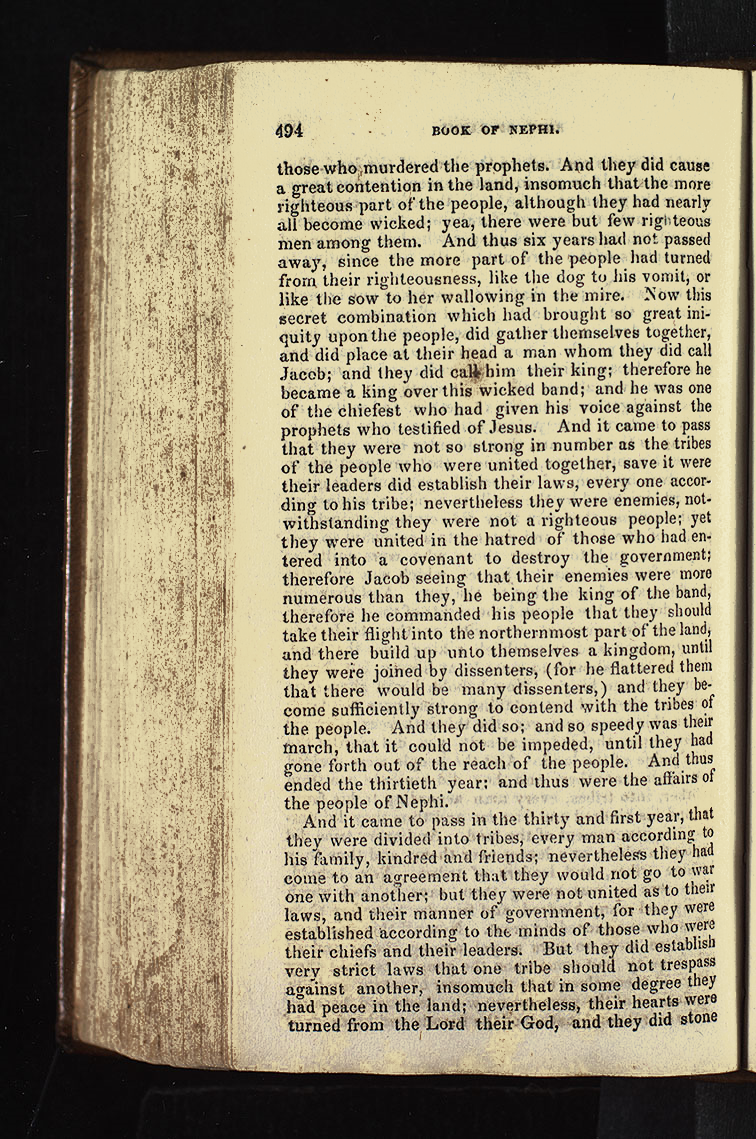 494 BOOK OF NEPHI.
those who murdered the prophets. And they did cause
a great contention in the land, insomuch that the more
righteous part of the people, although they had nearly
all become wicked; yea, there were but few righteous
men among them. And thus six years had not passed
away, since the more part of the people had turned
from their righteousness, like the dog to his vomit, or
like the sow to her wallowing in the mire. Now this
secret combination which had brought so great ini-
quity upon the people, did gather themselves together,
and did place at their head a man whom they did call
Jacob; and they did call him their king; therefore he
became a king over this wicked band; and he was one
of the chiefest who had given his voice against the
prophets who testified of Jesus. And it came to pass
that they were not so strong in number as the tribes
of the people who were united together, save it were
their leaders did establish their laws, every one accor-
ding to his tribe; nevertheless they were enemies, not-
withstanding they were not a righteous people; yet
they were united in the hatred of those who had en-
tered into a covenant to destroy the government;
therefore Jacob seeing that their enemies were more
numerous than they, he being the king of the band,
therefore he commanded his people that they should
take their flight into the northernmost part of the land,
and there build up unto themselves a kingdom, until
they were joined by dissenters, (for he flattered them
that there would be many dissenters,) and they be-
come sufficiently strong to contend with the tribes of
the people. And they did so; and so speedy was their
march, that it could not be impeded, until they had
gone forth out of the reach of the people. And thus
ended the thirtieth year; and thus were the affairs of
the people of Nephi.
And it came to pass in the thirty and first year, that
they were divided into tribes, every man according to
his family, kindred and friends; nevertheless they had
come to an agreement that they would not go to war
one with another; but they were not united as to their
laws, and their manner of government, for they were
established according to the minds of those who were
their chiefs and their leaders. But they did establish
very strict laws that one tribe should not trespass
against another, insomuch that in some degree they
had peace in the land; nevertheless, their hearts were
turned from the Lord their God, and they did stone